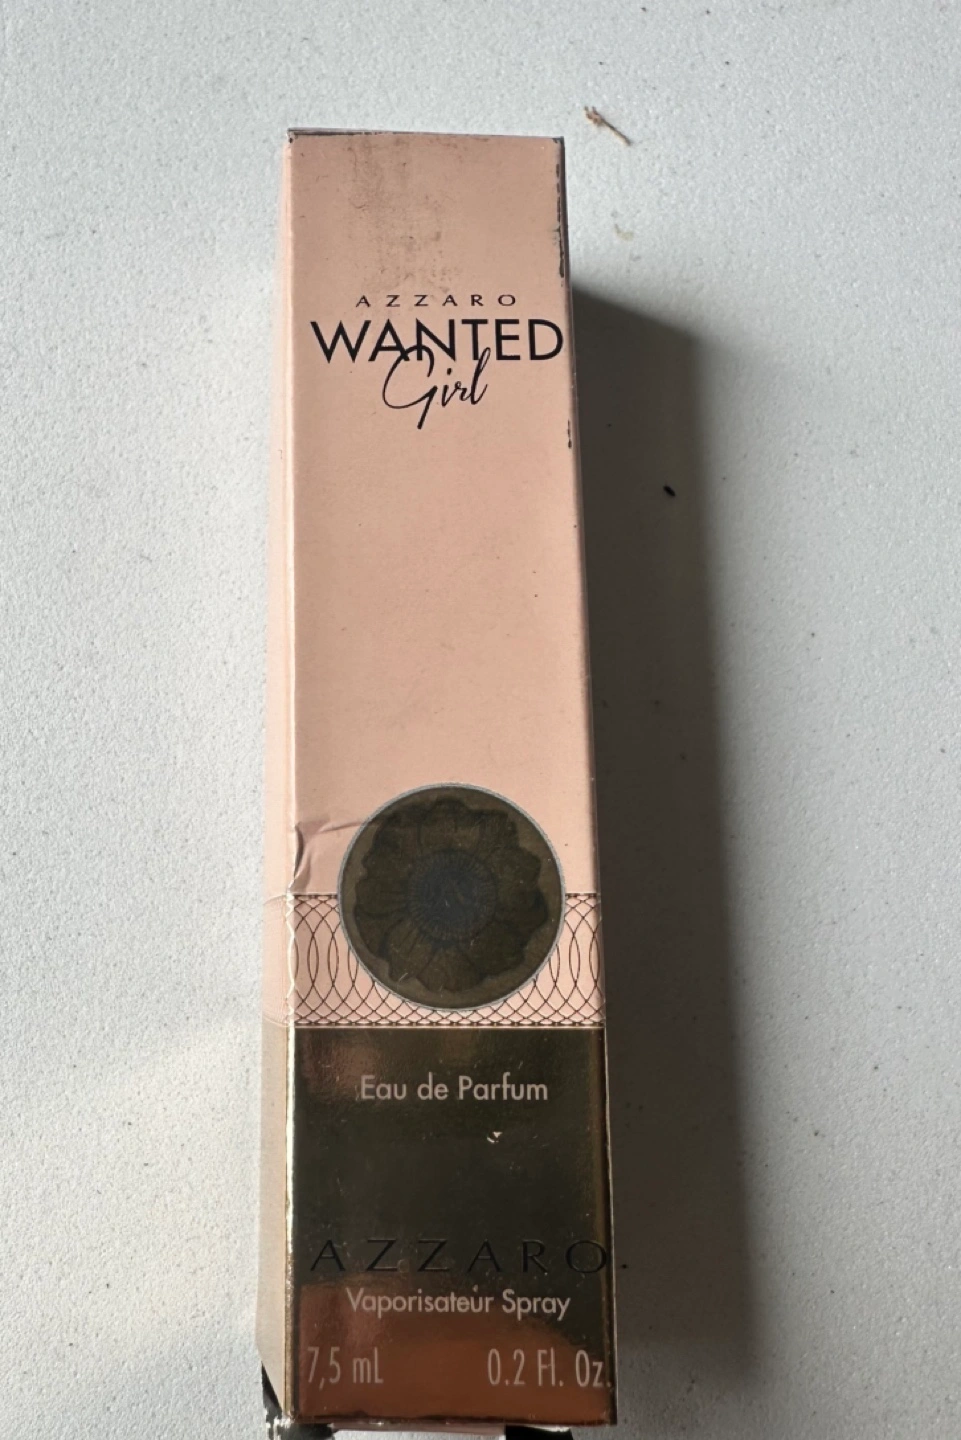 AZZARO
WANTED
Girl
Eau de Parfum
AZZARO
Vaporisateur Spray
7,5 mL 0.2 Fl. Oz.